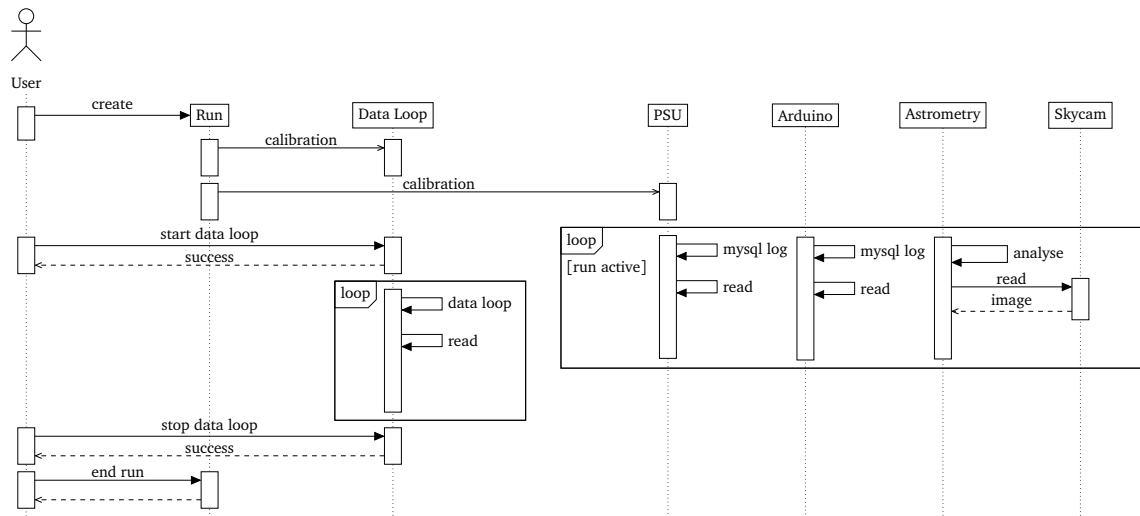 User
create
Run
Data Loop
PSU
Arduino
Astrometry
Skycam
calibration
calibration
start data loop
success
loop
[run active]
mysql log
read
mysql log
read
analyse
read
image
loop
data loop
read
stop data loop
success
end run